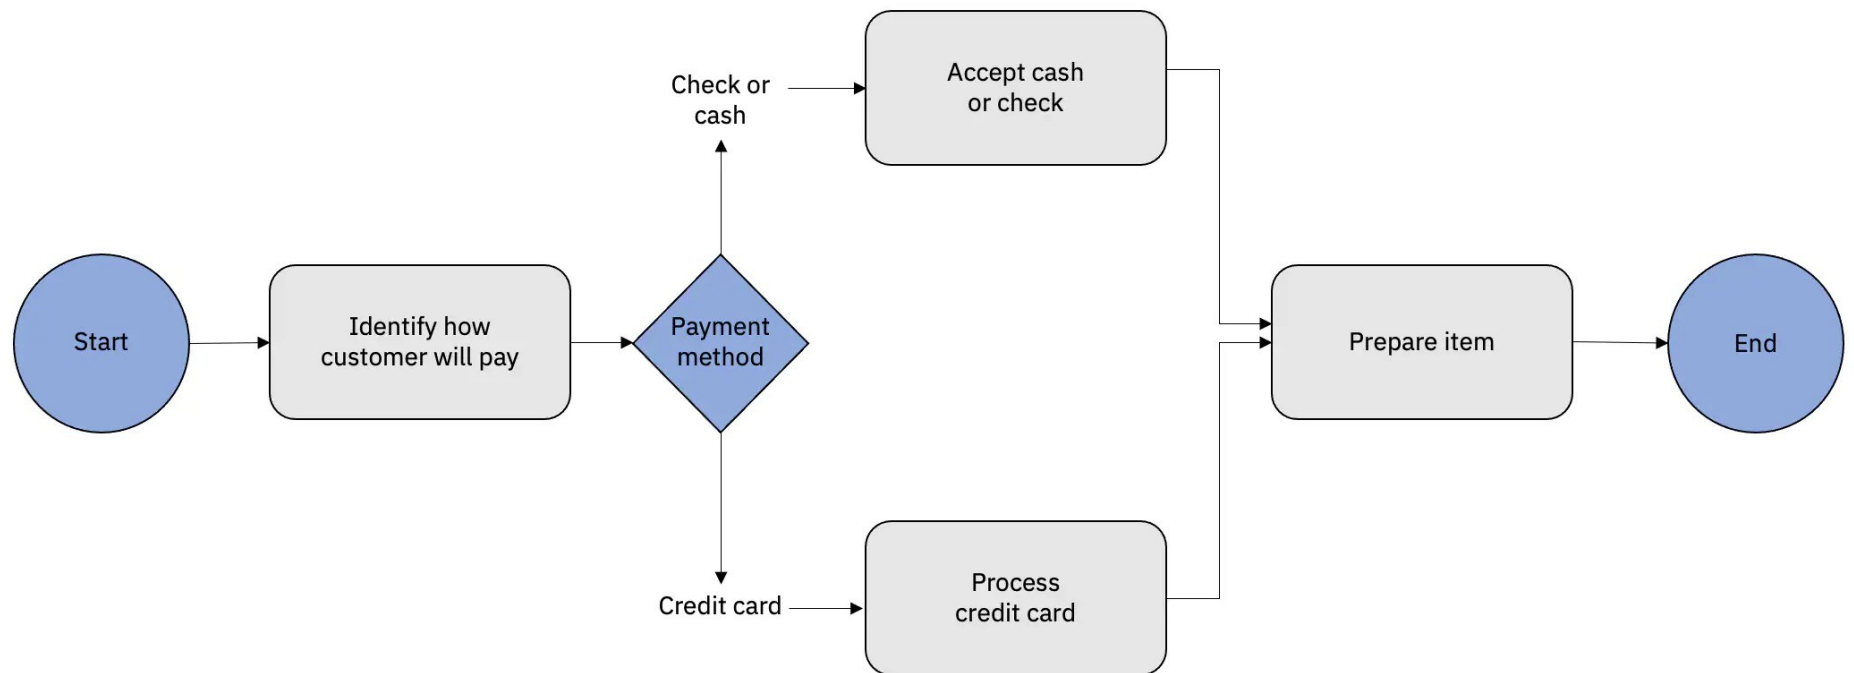 Start
Identify how
customer will pay
Payment
method
Check or
cash
Accept cash
or check
Credit card
Process
credit card
Prepare item
End